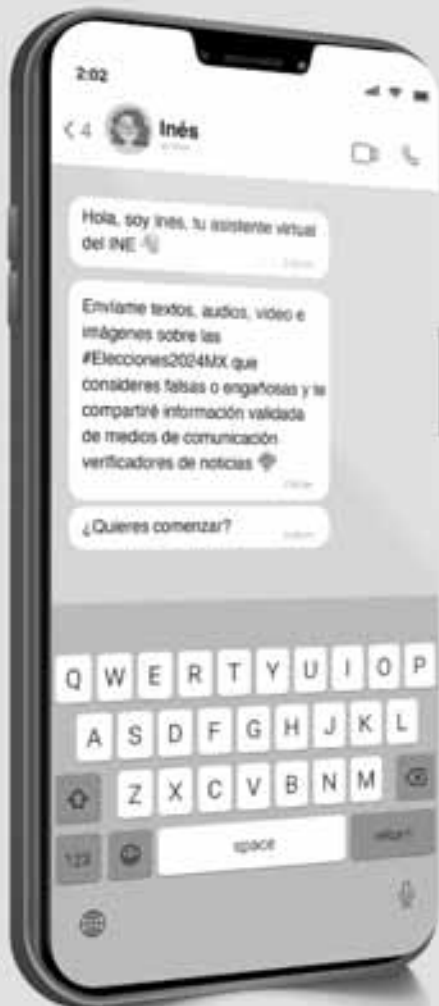 2:02
4
Inés
Hola, soy Inés, tu asistente virtual
del INE
Envíame textos, audios, video e
imágenes sobre las
#Elecciones2024MX que
consideres falsas o engañosas y te
compartiré información validada
de medios de comunicación
verificadores de noticias
¿Quieres comenzar?
Q W E R T Y U I O P
A S D F G H J K L
Z X C V B N M
123 space return